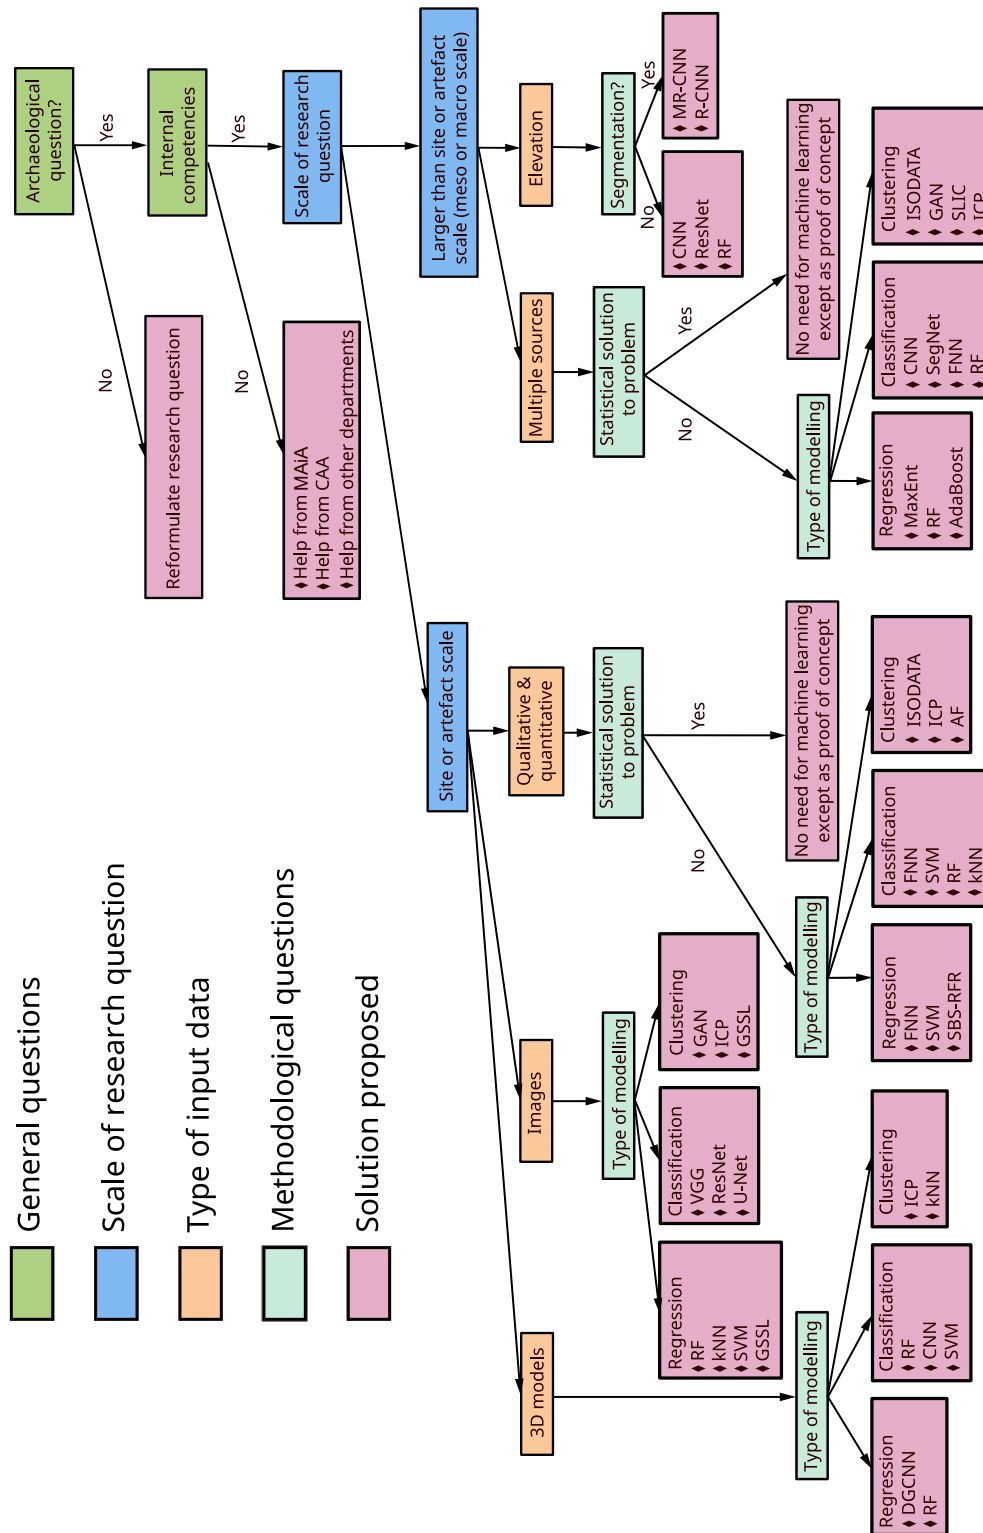 General questions
Scale of research question
Type of input data
Methodological questions
Solution proposed
Archaeological
question?
Yes
No
Reformulate research question
Internal
competencies
Yes
No
♦Help from MAiA
♦Help from CAA
♦Help from other departments
Scale of research
question
Site or artefact scale
Larger than site or artefact
scale (meso or macro scale)
3D models
Images
Qualitative &
quantitative
Multiple sources
Elevation
Type of modelling
Regression
♦DGCNN
♦RF
Classification
♦RF
♦CNN
♦SVM
Clustering
♦ICP
♦kNN
Type of modelling
Regression
♦RF
♦kNN
♦SVM
♦GSSL
Classification
♦VGG
♦ResNet
♦U-Net
Clustering
♦GAN
♦ICP
♦GSSL
Statistical solution
to problem
No
Yes
No need for machine learning
except as proof of concept
Type of modelling
Regression
♦FNN
♦SVM
♦SBS-RFR
Classification
♦FNN
♦SVM
♦RF
♦kNN
Clustering
♦ISODATA
♦ICP
♦AF
Statistical solution
to problem
No
Yes
No need for machine learning
except as proof of concept
Type of modelling
Regression
♦MaxEnt
♦RF
♦AdaBoost
Classification
♦CNN
♦SegNet
♦FNN
♦RF
Clustering
♦ISODATA
♦GAN
♦SLIC
♦ICP
Segmentation?
No
Yes
♦CNN
♦ResNet
♦RF
♦MR-CNN
♦R-CNN